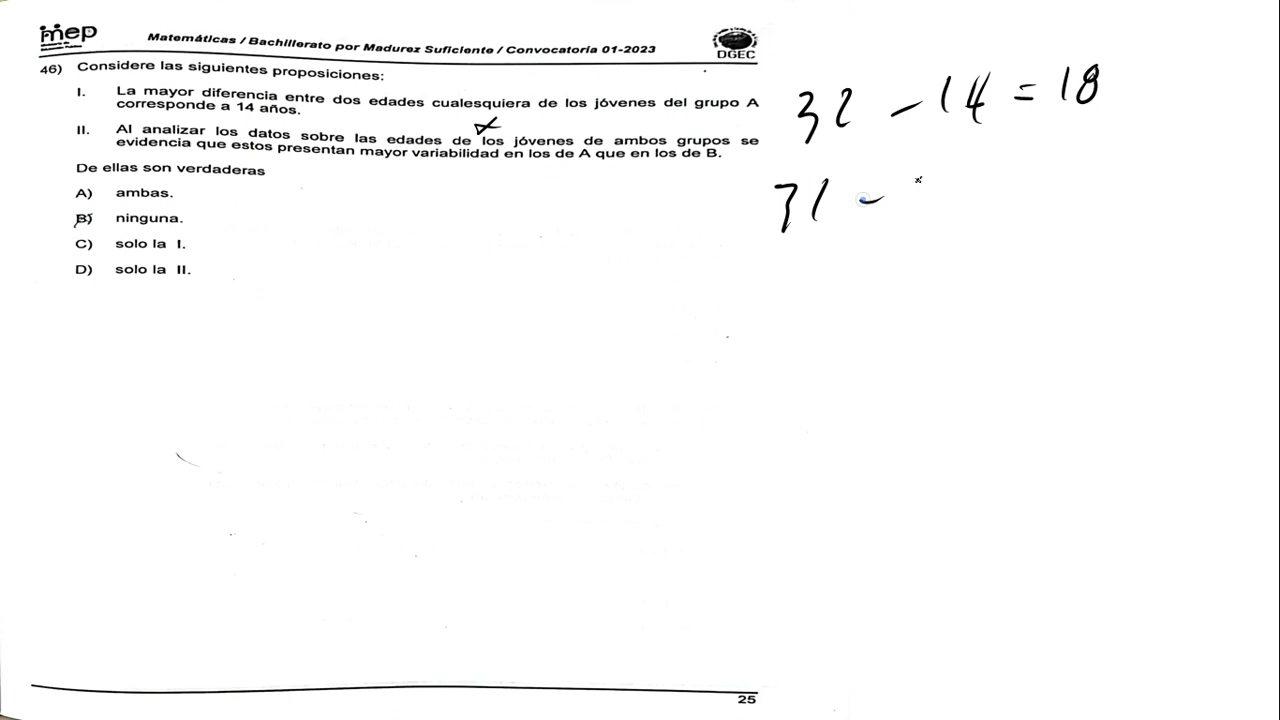 mep
Matemáticas / Bachillerato por Madurez Suficiente / Convocatoria 01-2023
DGEC
46) Considere las siguientes proposiciones:
I. La mayor diferencia entre dos edades cualesquiera de los jóvenes del grupo A
corresponde a 14 años.
II. Al analizar los datos sobre las edades de los jóvenes de ambos grupos se
evidencia que estos presentan mayor variabilidad en los de A que en los de B.
De ellas son verdaderas
A) ambas.
B) ninguna.
C) solo la I.
D) solo la II.
25
32 - 14 = 18
31 -